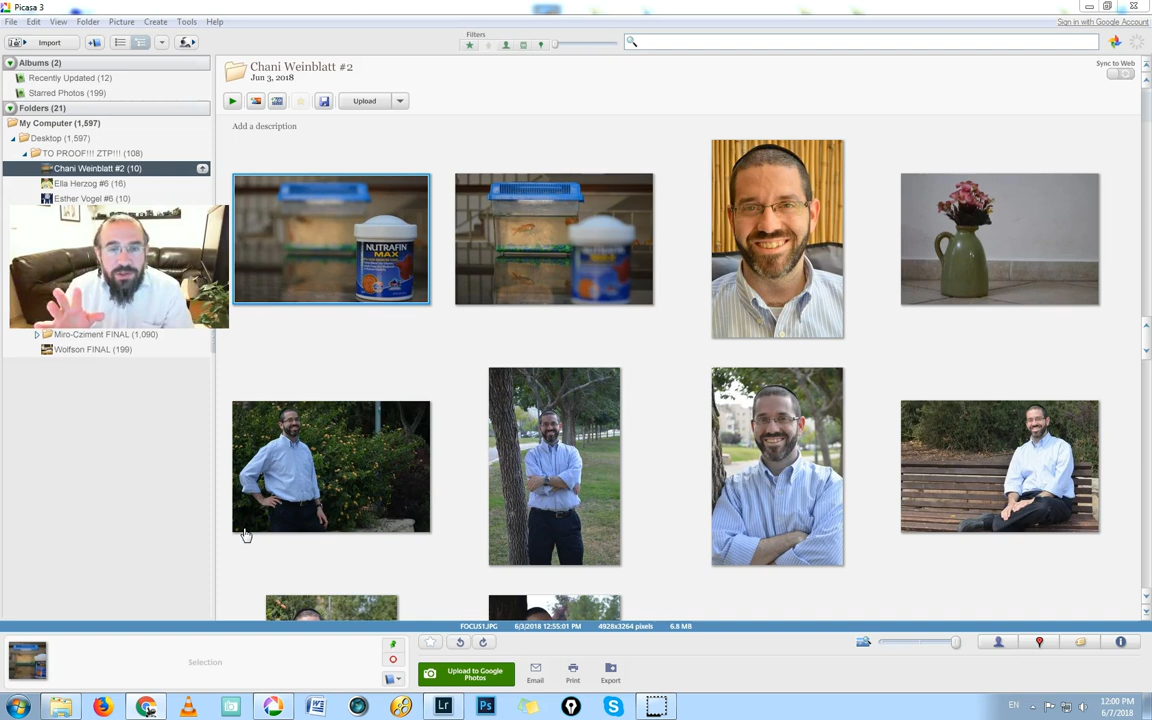 Picasa 3
File Edit View Folder Picture Create Tools Help
Sign in with Google Account
Import
Filters
Albums (2)
Recently Updated (12)
Starred Photos (199)
Folders (21)
My Computer (1,597)
Desktop (1,597)
TO PROOF!!! ZTP!!! (108)
Chani Weinblatt #2 (10)
Ella Herzog #6 (16)
Esther Vogel #6 (10)
Miro-Cziment FINAL (1,090)
Wolfson FINAL (199)
Chani Weinblatt #2
Jun 3, 2018
Sync to Web
Upload
Add a description
NUTRAFIN
MAX
FOCUS1.JPG 6/3/2018 12:55:01 PM 4928x3264 pixels 6.8 MB
Selection
Upload to Google
Photos
Email
Print
Export
Lr
Ps
EN
12:00 PM
6/7/2018